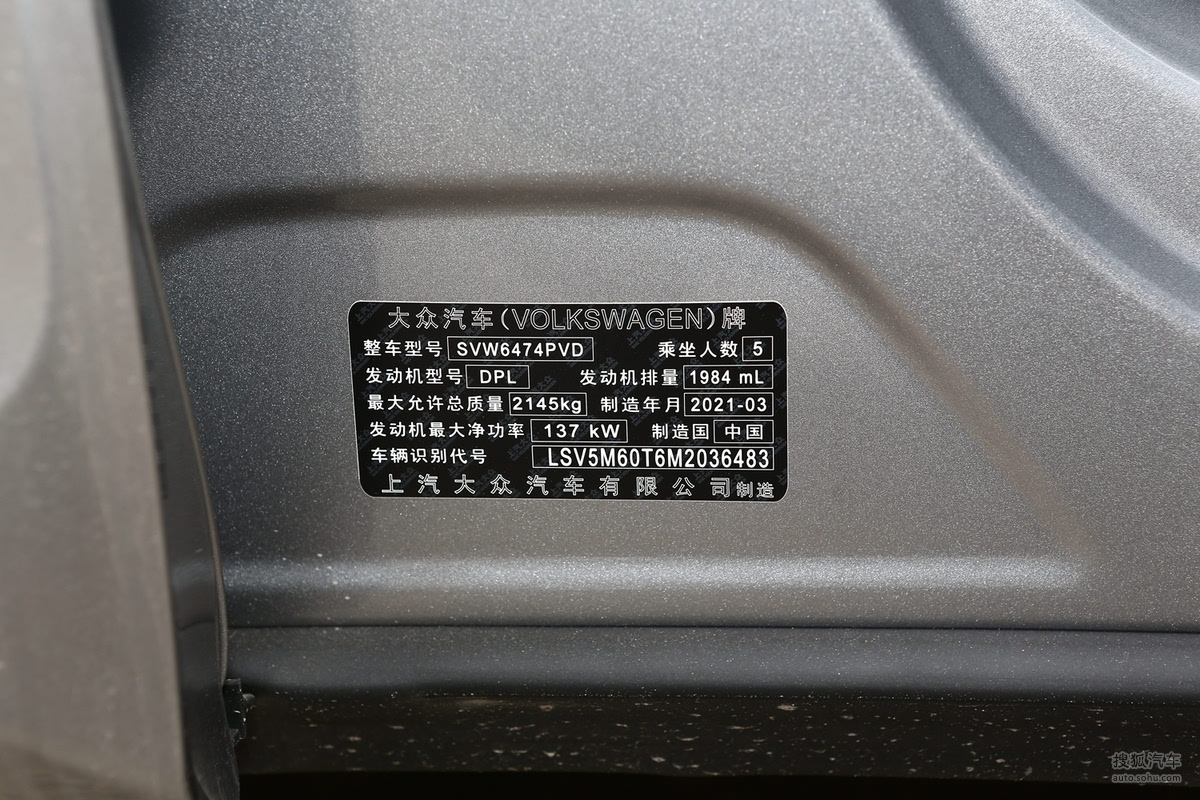 大众汽车(VOLKSWAGEN)牌
整车型号 SVW6474PVD 乘坐人数 5
发动机型号 DPL 发动机排量 1984 mL
最大允许总质量 2145kg 制造年月 2021-03
发动机最大净功率 137 kW 制造国 中国
车辆识别代号 LSV5M60T6M2036483
上汽大众汽车有限公司制造
搜狐汽车
auto.sohu.com